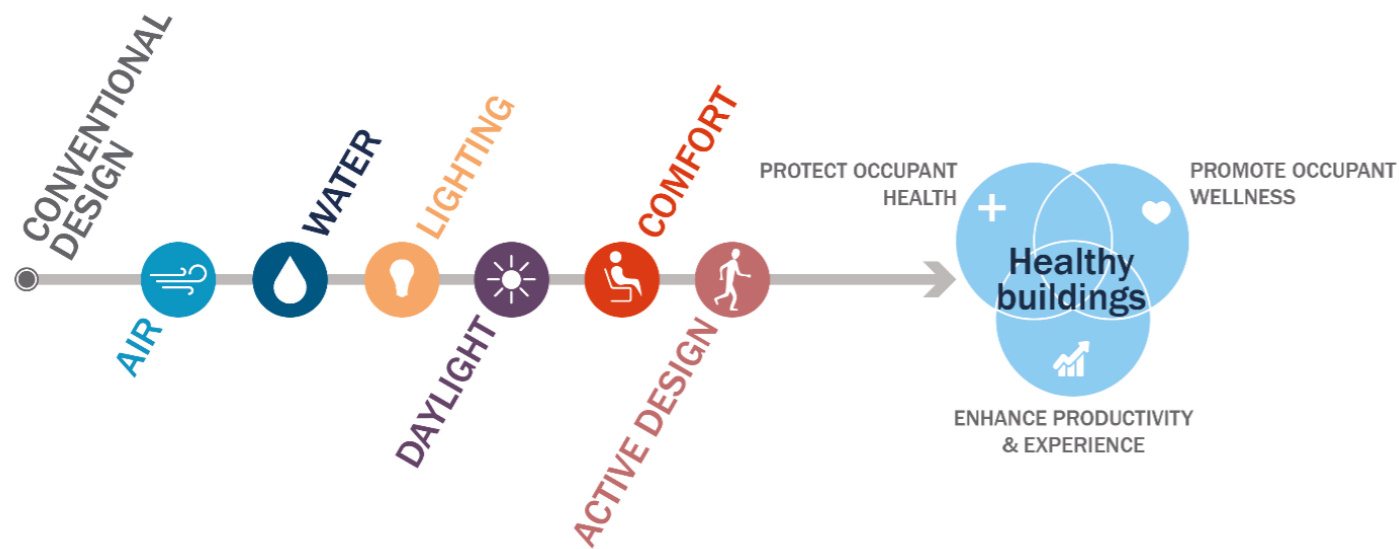 CONVENTIONAL
DESIGN
AIR
WATER
LIGHTING
DAYLIGHT
COMFORT
ACTIVE DESIGN
PROTECT OCCUPANT
HEALTH
PROMOTE OCCUPANT
WELLNESS
Healthy
buildings
ENHANCE PRODUCTIVITY
& EXPERIENCE